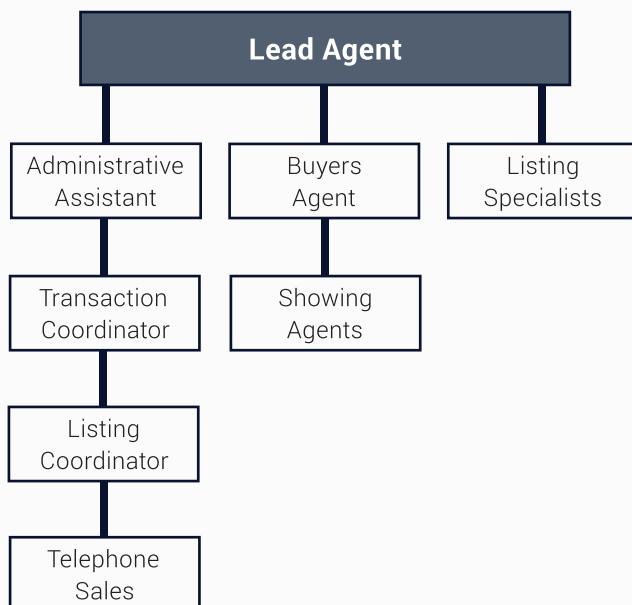 Lead Agent
Administrative
Assistant
Buyers
Agent
Listing
Specialists
Transaction
Coordinator
Showing
Agents
Listing
Coordinator
Telephone
Sales